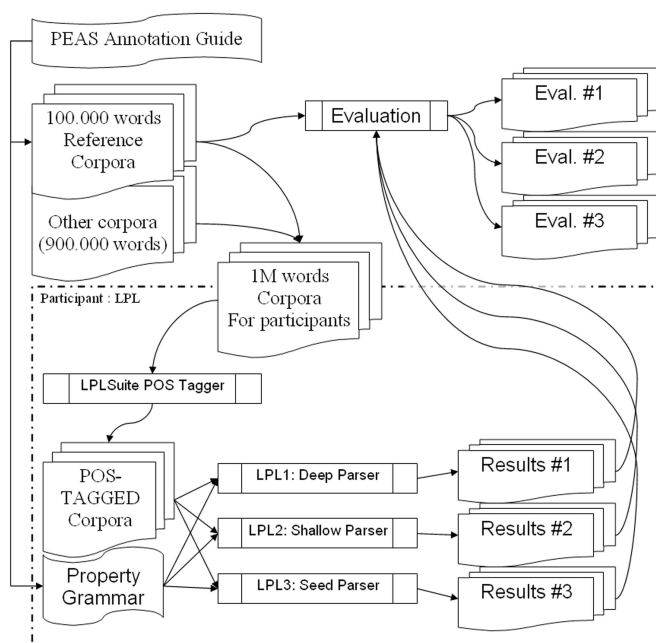 PEAS Annotation Guide
100.000 words
Reference
Corpora
Other corpora
(900.000 words)
Evaluation
Eval. #1
Eval. #2
Eval. #3
1M words
Corpora
For participants
Participant : LPL
LPLSuite POS Tagger
POS-
TAGGED
Corpora
Property
Grammar
LPL1: Deep Parser
LPL2: Shallow Parser
LPL3: Seed Parser
Results #1
Results #2
Results #3